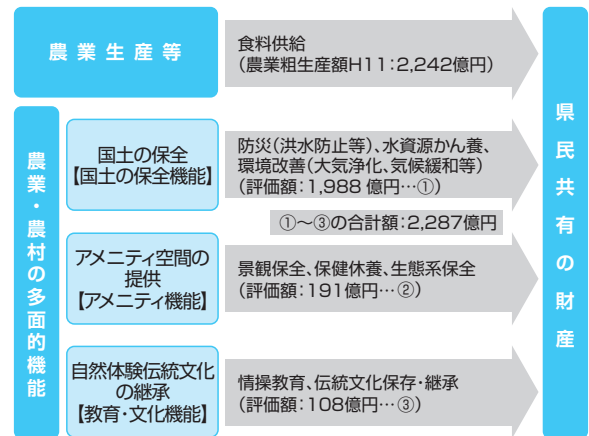 農業生産等
食料供給
（農業粗生産額H11：2,242億円）
農業・農村の多面的機能
国土の保全
【国土の保全機能】
防災（洪水防止等）、水資源かん養、
環境改善（大気浄化、気候緩和等）
（評価額：1,988 億円…①）
①〜③の合計額：2,287億円
アメニティ空間の
提供
【アメニティ機能】
景観保全、保健休養、生態系保全
（評価額：191億円…②）
自然体験伝統文化
の継承
【教育・文化機能】
情操教育、伝統文化保存・継承
（評価額：108億円…③）
県民共有の財産